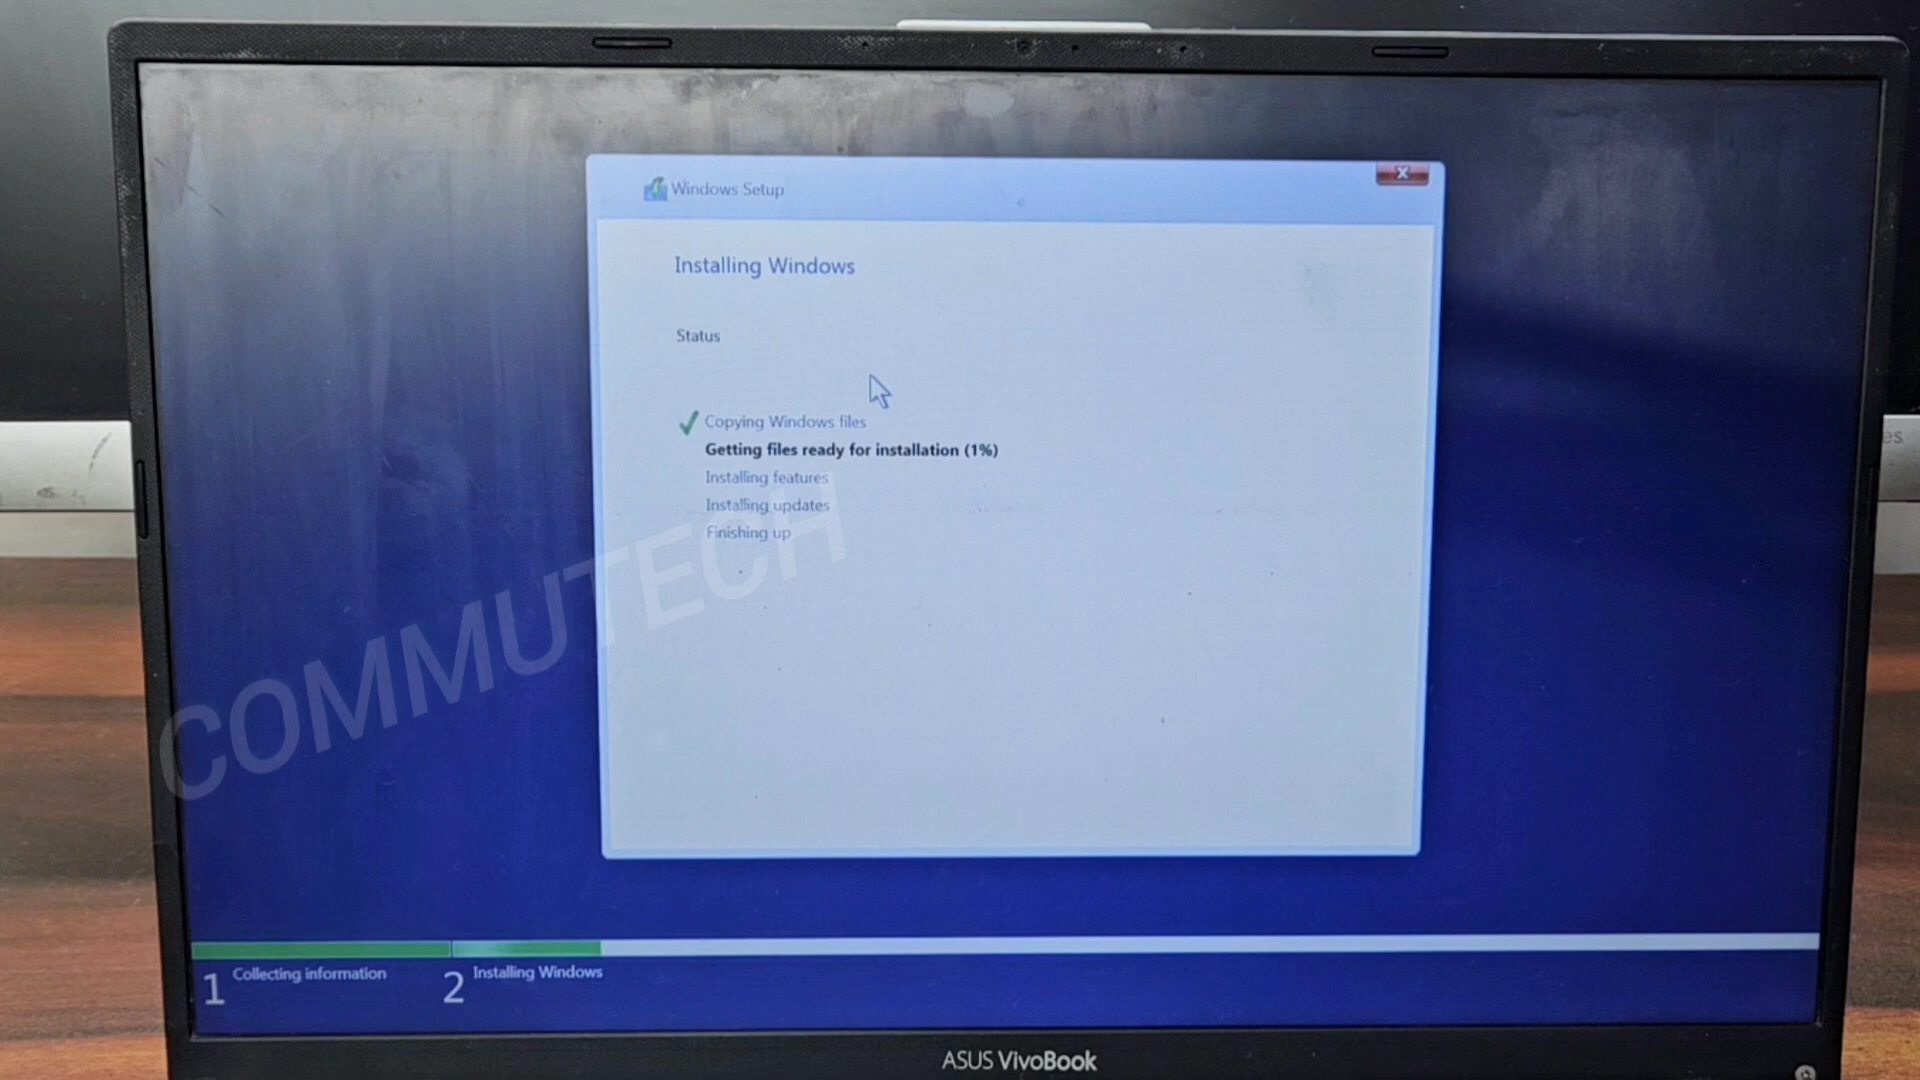 Windows Setup
Installing Windows
Status
Copying Windows files
Getting files ready for installation (1%)
Installing features
Installing updates
Finishing up
COMMUTECH
1 Collecting information
2 Installing Windows
ASUS VivoBook